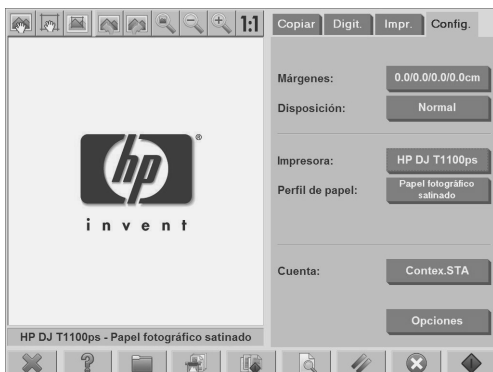 1:1
Copiar Digit. Impr. Config.
Márgenes: 0.0/0.0/0.0/0.0cm
Disposición: Normal
hp ®
invent
Impresora: HP DJ T1100ps
Perfil de papel: Papel fotográfico
satinado
Cuenta: Contex.STA
Opciones
HP DJ T1100ps - Papel fotográfico satinado
?